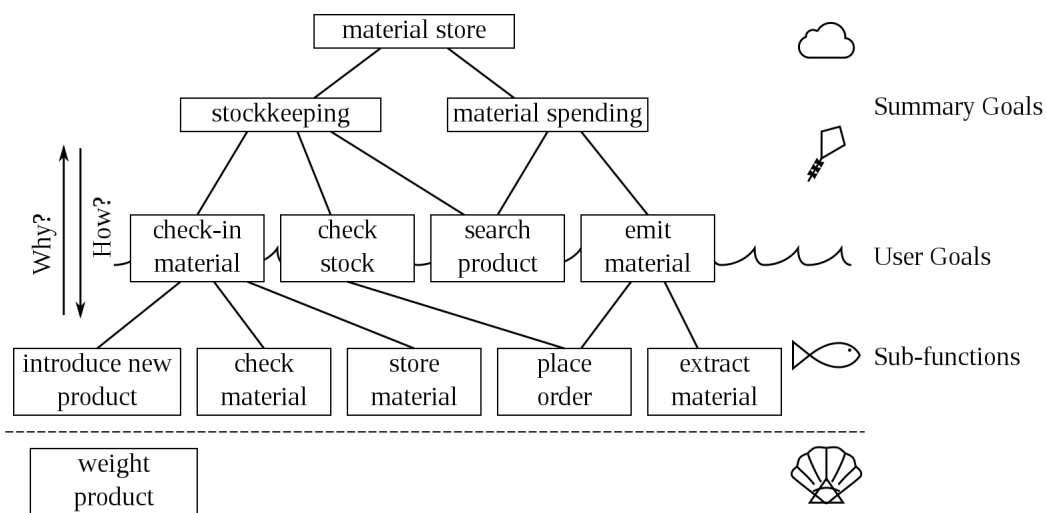 material store
Summary Goals
stockkeeping
material spending
Why?
How?
check-in
material
check
stock
search
product
emit
material
User Goals
introduce new
product
check
material
store
material
place
order
extract
material
Sub-functions
weight
product